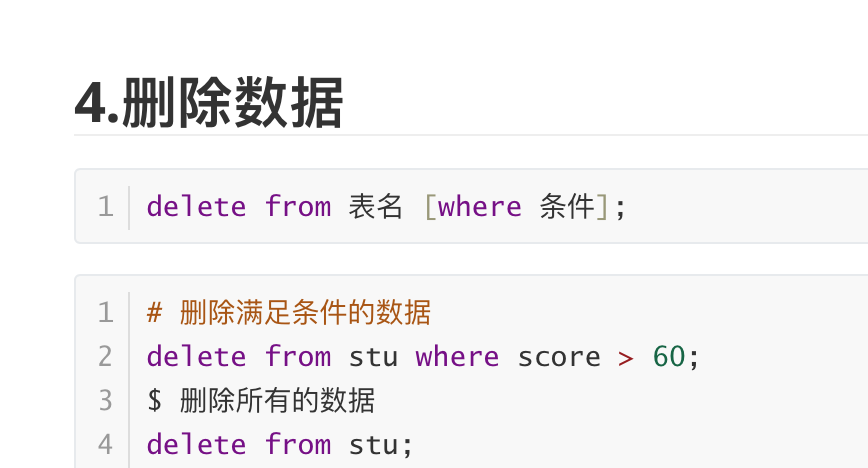 4.删除数据
1 delete from 表名 [where 条件];
1 # 删除满足条件的数据
2 delete from stu where score > 60;
3 $ 删除所有的数据
4 delete from stu;